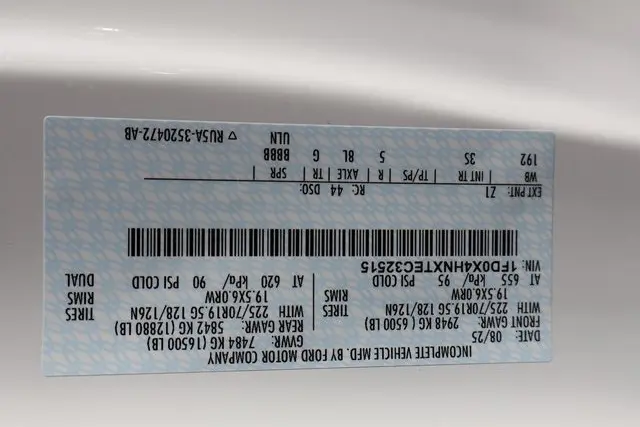 INCOMPLETE VEHICLE MFD. BY FORD MOTOR COMPANY
DATE: 08/25 GVWR: 7484 KG (16500 LB)
FRONT GAWR: 2948 KG (6500 LB) REAR GAWR: 5842 KG (12880 LB)
WITH 225/70R19.5G 128/126N TIRES WITH 225/70R19.5G 128/126N TIRES
19.5X6.0RW RIMS 19.5X6.0RW RIMS
AT 655 kPa/ 95 PSI COLD AT 620 kPa/ 90 PSI COLD DUAL
VIN: 1FD0X4HNXTEC32515
EXT PNT: Z1 RC: 44 DSO:
WB INT TR TP/PS R AXLE TR SPR
192 3S 5 8L G BBBB
ULN
▽ RU5A-3520472-AB